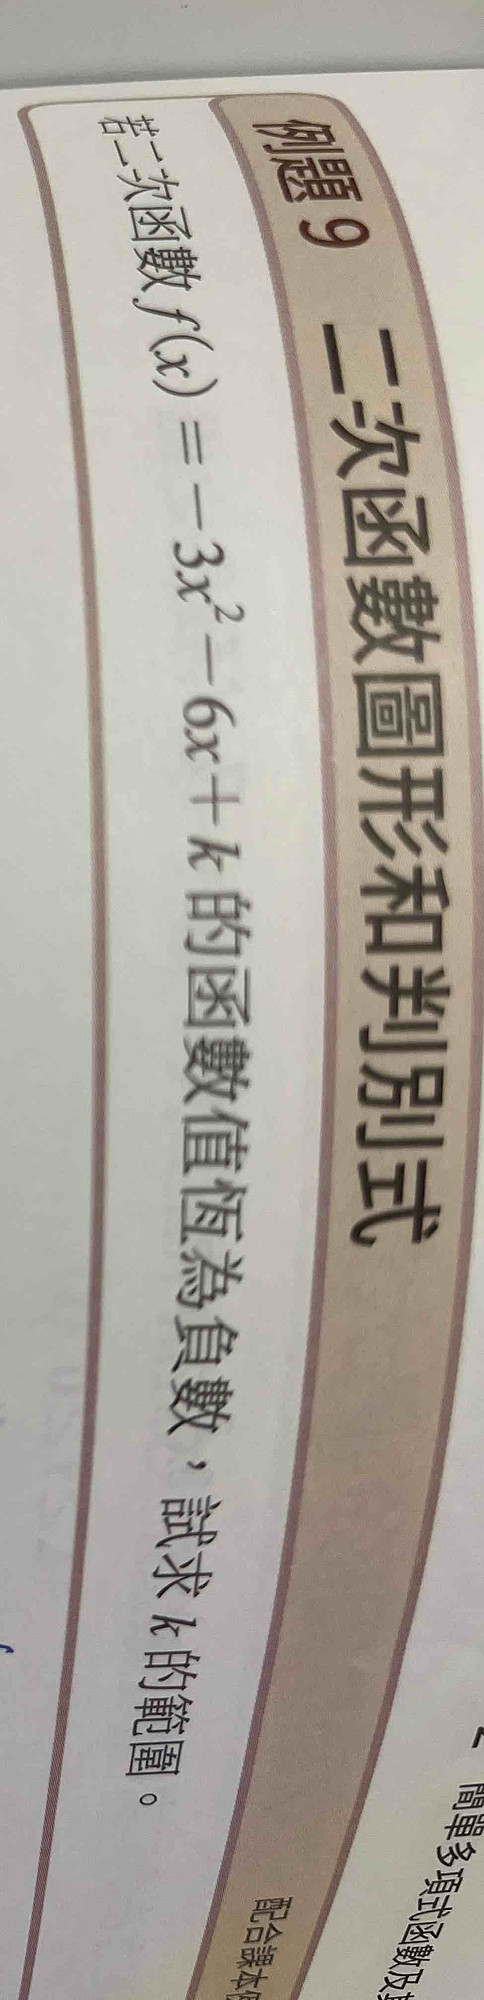 2 簡單多項式函數及
例題9 二次函數圖形和判別式
配合課本
若二次函數 f(x) = −3x² − 6x + k 的函數值恆為負數，試求 k 的範圍。